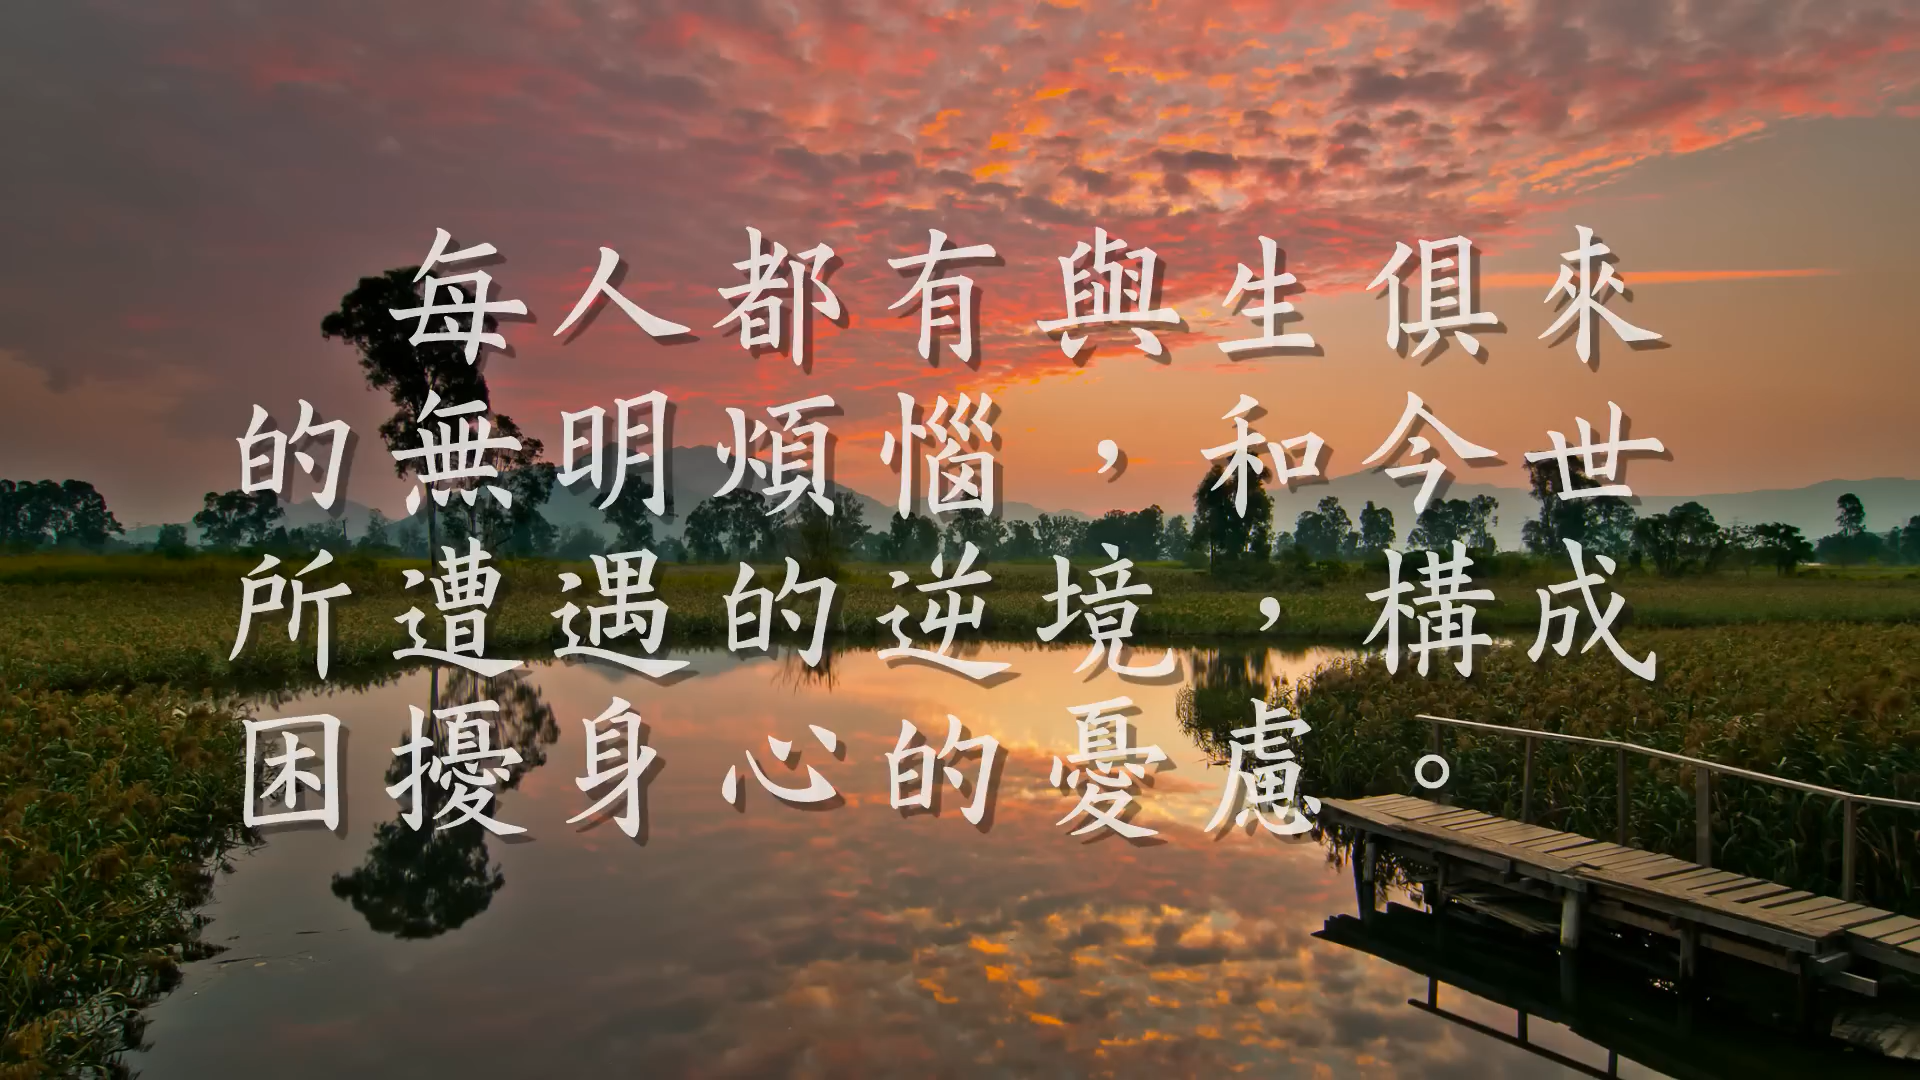 每人都有與生俱來
的無明煩惱，和今世
所遭遇的逆境，構成
困擾身心的憂慮。